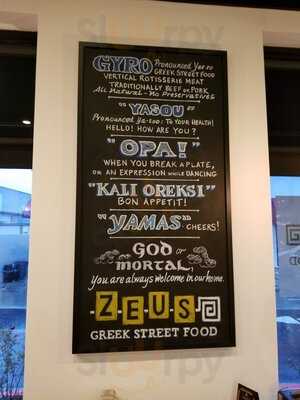 GYRO Pronounced Yee-ro
GREEK STREET FOOD
VERTICAL ROTISSERIE MEAT
TRADITIONALLY BEEF or PORK
All Natural - No Preservatives
"YASOU"
Pronounced ya-soo: TO YOUR HEALTH!
HELLO! HOW ARE YOU?
"OPA!"
WHEN YOU BREAK A PLATE,
OR AN EXPRESSION WHILE DANCING
"KALI OREKSI"
BON APPETIT!
"YAMAS" CHEERS!
GOD or
MORTAL,
you are always welcome in our home.
-Z-E-U-S-
GREEK STREET FOOD